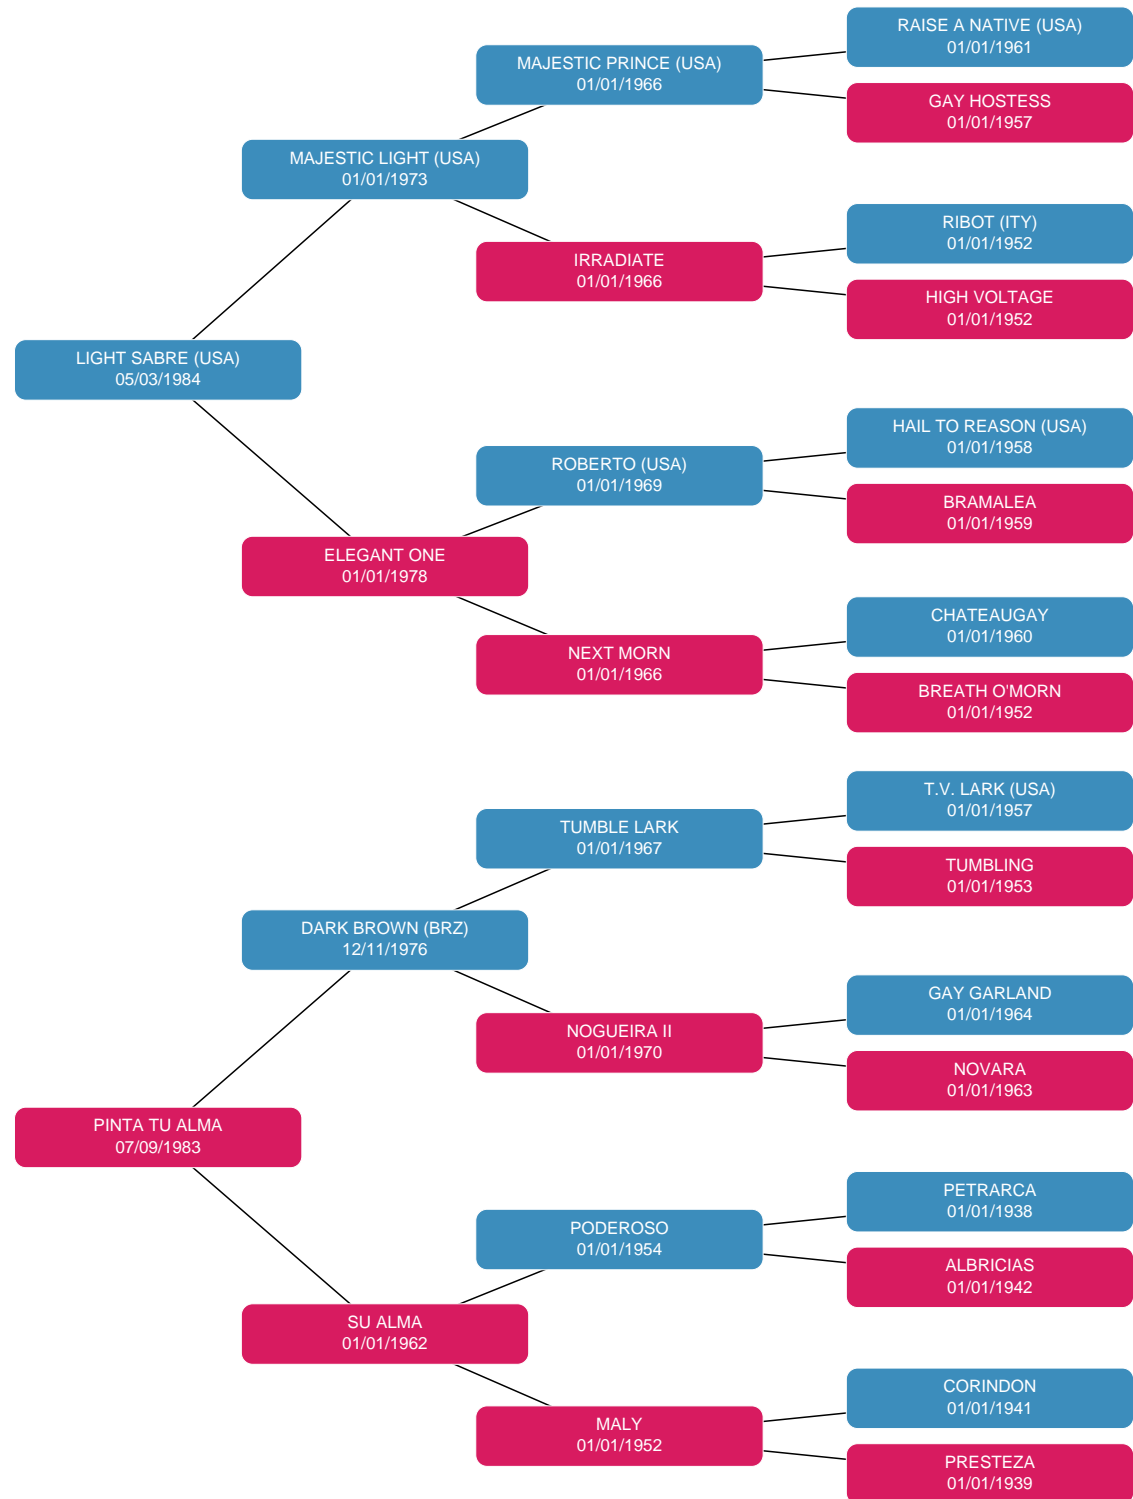 RAISE A NATIVE (USA)
01/01/1961
MAJESTIC PRINCE (USA)
01/01/1966
GAY HOSTESS
01/01/1957
MAJESTIC LIGHT (USA)
01/01/1973
RIBOT (ITY)
01/01/1952
IRRADIATE
01/01/1966
HIGH VOLTAGE
01/01/1952
LIGHT SABRE (USA)
05/03/1984
HAIL TO REASON (USA)
01/01/1958
ROBERTO (USA)
01/01/1969
BRAMALEA
01/01/1959
ELEGANT ONE
01/01/1978
CHATEAUGAY
01/01/1960
NEXT MORN
01/01/1966
BREATH O'MORN
01/01/1952
T.V. LARK (USA)
01/01/1957
TUMBLE LARK
01/01/1967
TUMBLING
01/01/1953
DARK BROWN (BRZ)
12/11/1976
GAY GARLAND
01/01/1964
NOGUEIRA II
01/01/1970
NOVARA
01/01/1963
PINTA TU ALMA
07/09/1983
PETRARCA
01/01/1938
PODEROSO
01/01/1954
ALBRICIAS
01/01/1942
SU ALMA
01/01/1962
CORINDON
01/01/1941
MALY
01/01/1952
PRESTEZA
01/01/1939